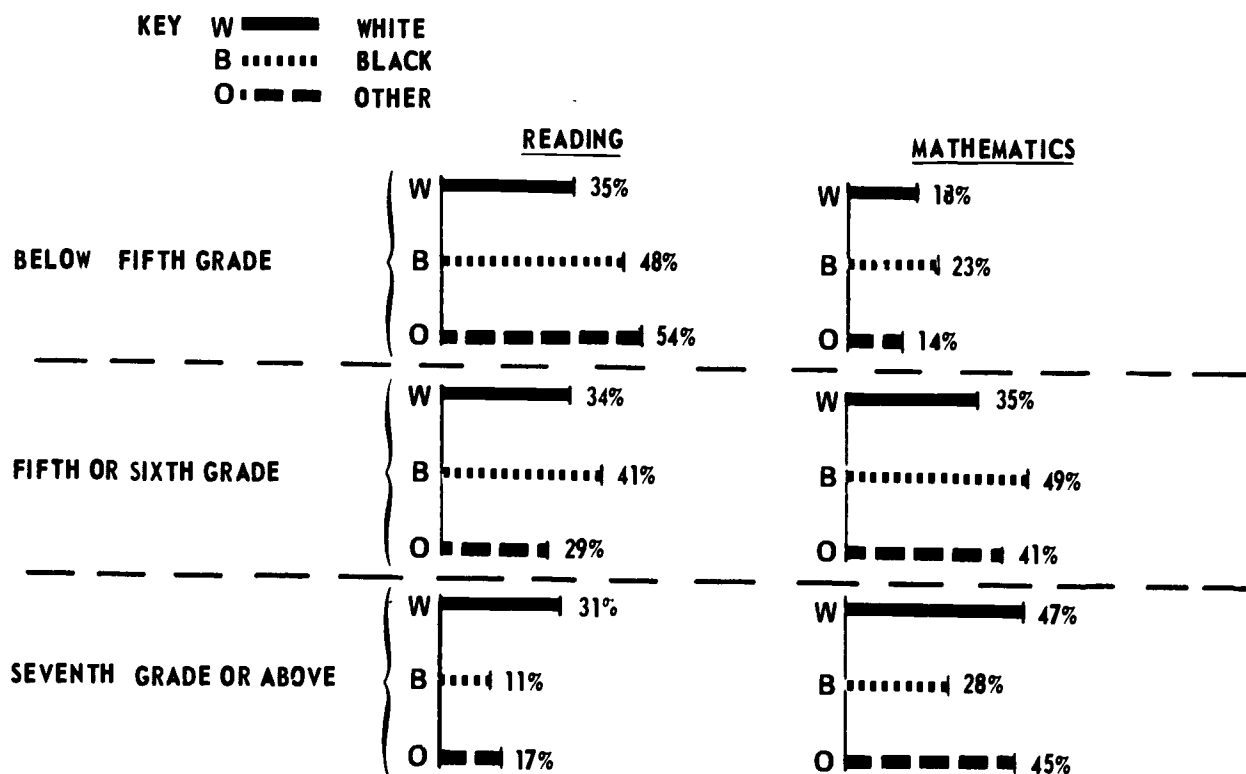 KEY W WHITE
B BLACK
O OTHER
READING MATHEMATICS
W 35% W 18%
BELOW FIFTH GRADE B 48% B 23%
O 54% O 14%
W 34% W 35%
FIFTH OR SIXTH GRADE B 41% B 49%
O 29% O 41%
W 31% W 47%
SEVENTH GRADE OR ABOVE B 11% B 28%
O 17% O 45%